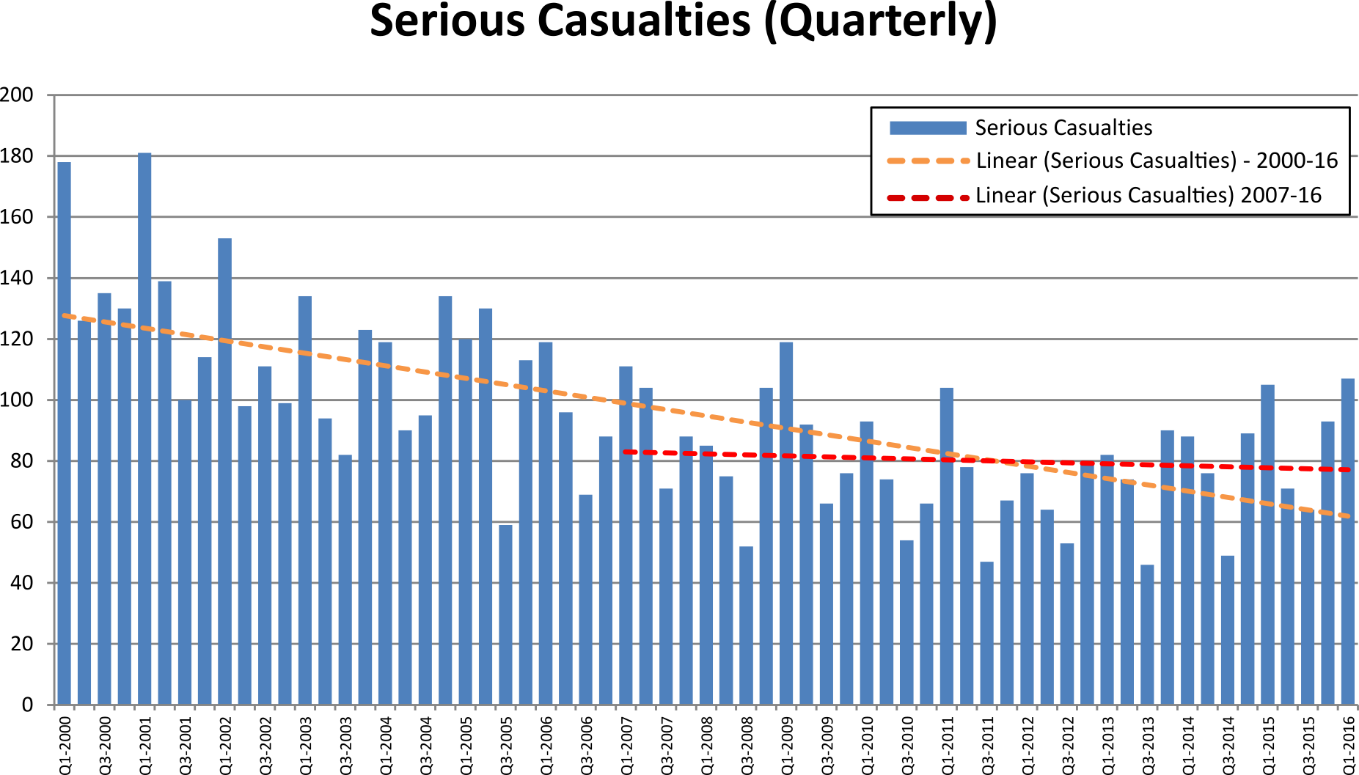 Serious Casualties (Quarterly)
200
180
160
140
120
100
80
60
40
20
0
Serious Casualties
Linear (Serious Casualties) - 2000-16
Linear (Serious Casualties) 2007-16
Q1-2000
Q3-2000
Q1-2001
Q3-2001
Q1-2002
Q3-2002
Q1-2003
Q3-2003
Q1-2004
Q3-2004
Q1-2005
Q3-2005
Q1-2006
Q3-2006
Q1-2007
Q3-2007
Q1-2008
Q3-2008
Q1-2009
Q3-2009
Q1-2010
Q3-2010
Q1-2011
Q3-2011
Q1-2012
Q3-2012
Q1-2013
Q3-2013
Q1-2014
Q3-2014
Q1-2015
Q3-2015
Q1-2016